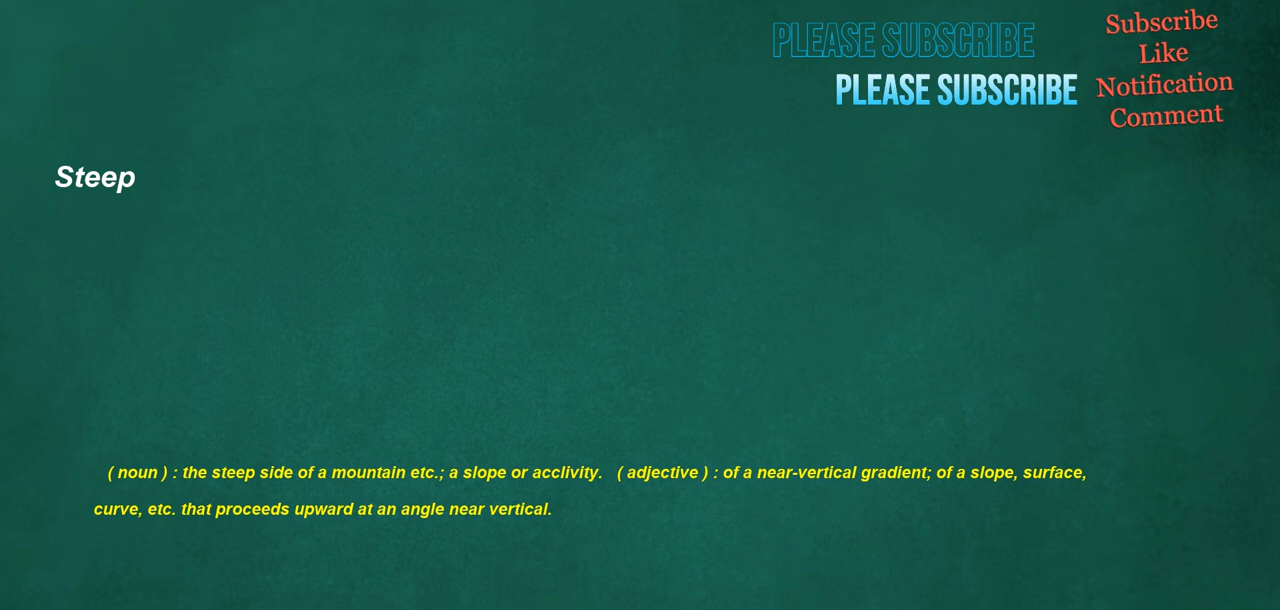 PLEASE SUBSCRIBE
PLEASE SUBSCRIBE
Subscribe
Like
Notification
Comment
Steep
( noun ) : the steep side of a mountain etc.; a slope or acclivity. ( adjective ) : of a near-vertical gradient; of a slope, surface,
curve, etc. that proceeds upward at an angle near vertical.